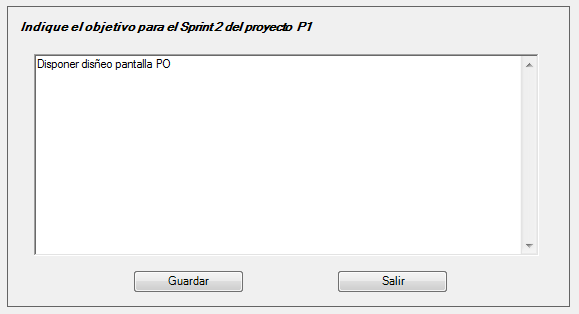 Indique el objetivo para el Sprint 2 del proyecto P1
Disponer disñeo pantalla PO
Guardar
Salir